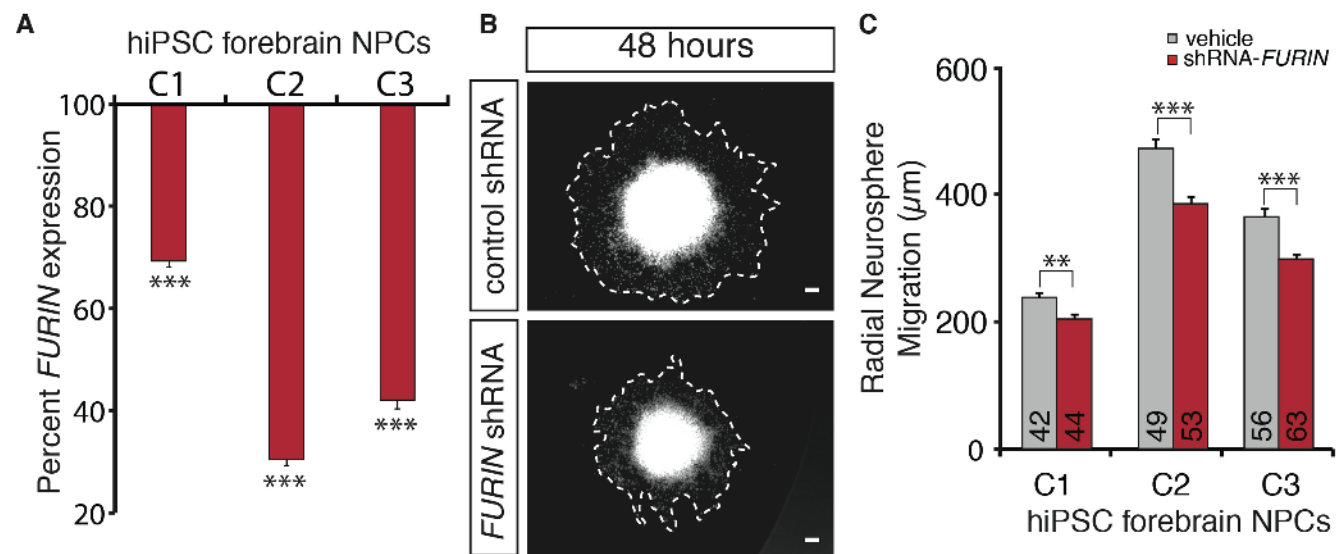 A
hiPSC forebrain NPCs
C1 C2 C3
Percent FURIN expression
100
80
60
40
20
***
***
***
B
48 hours
control shRNA
FURIN shRNA
C
vehicle
shRNA-FURIN
Radial Neurosphere
Migration (µm)
600
400
200
0
**
***
***
42 44 49 53 56 63
C1 C2 C3
hiPSC forebrain NPCs